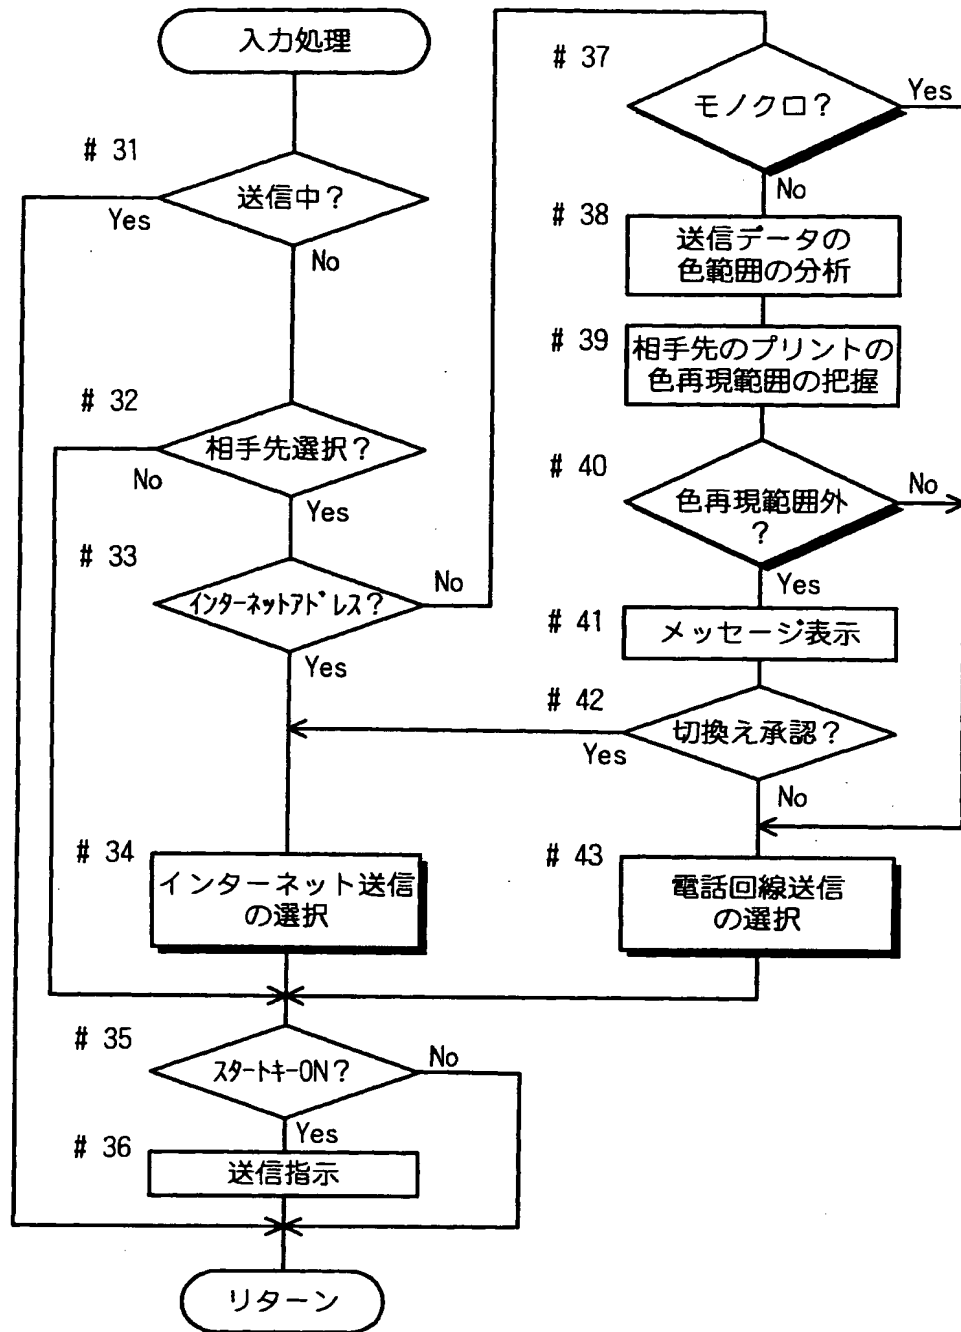 入力処理
# 31
送信中？
Yes
No
# 32
相手先選択？
No
Yes
# 33
インターネットアドレス？
No
Yes
# 34
インターネット送信
の選択
# 35
スタートキーON？
No
Yes
# 36
送信指示
リターン
# 37
モノクロ？
Yes
No
# 38
送信データの
色範囲の分析
# 39
相手先のプリントの
色再現範囲の把握
# 40
色再現範囲外
？
No
Yes
# 41
メッセージ表示
# 42
切換え承認？
Yes
No
# 43
電話回線送信
の選択